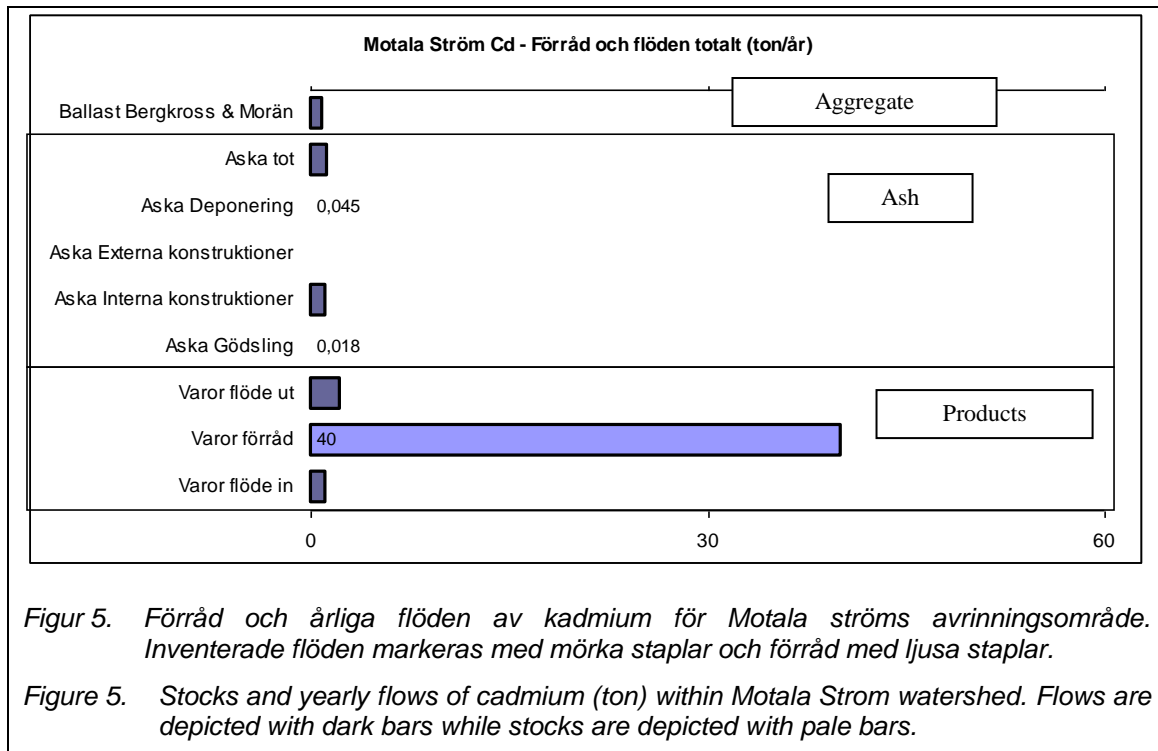 Motala Ström Cd - Förråd och flöden totalt (ton/år)
Ballast Bergkross & Morän
Aggregate
Aska tot
Aska Deponering 0,045
Ash
Aska Externa konstruktioner
Aska Interna konstruktioner
Aska Gödsling 0,018
Varor flöde ut
Products
Varor förråd 40
Varor flöde in
0 30 60
Figur 5. Förråd och årliga flöden av kadmium för Motala ströms avrinningsområde.
Inventerade flöden markeras med mörka staplar och förråd med ljusa staplar.
Figure 5. Stocks and yearly flows of cadmium (ton) within Motala Strom watershed. Flows are
depicted with dark bars while stocks are depicted with pale bars.